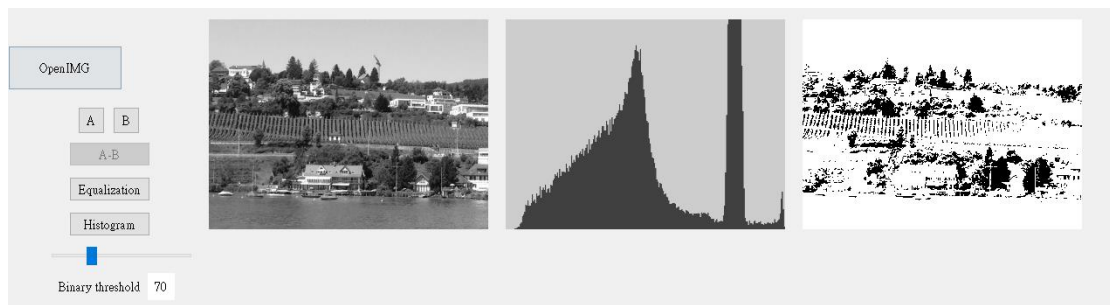 OpenIMG
A B
A-B
Equalization
Histogram
Binary threshold 70